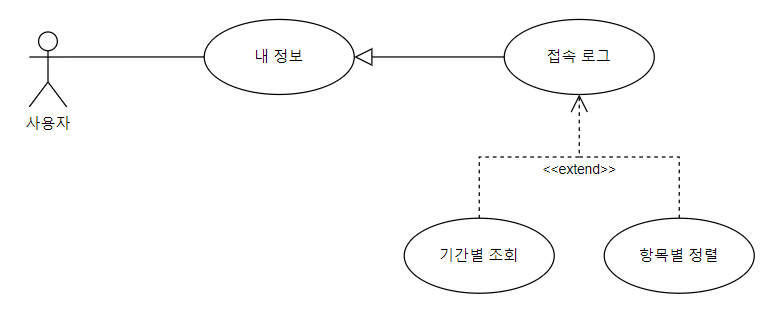 내 정보
접속 로그
사용자
<<extend>>
기간별 조회
항목별 정렬